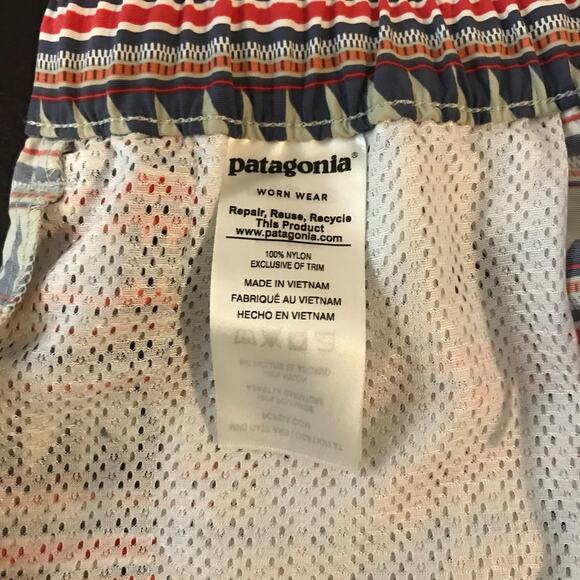 patagonia®
WORN WEAR
Repair, Reuse, Recycle
This Product
www.patagonia.com
100% NYLON
EXCLUSIVE OF TRIM
MADE IN VIETNAM
FABRIQUÉ AU VIETNAM
HECHO EN VIETNAM